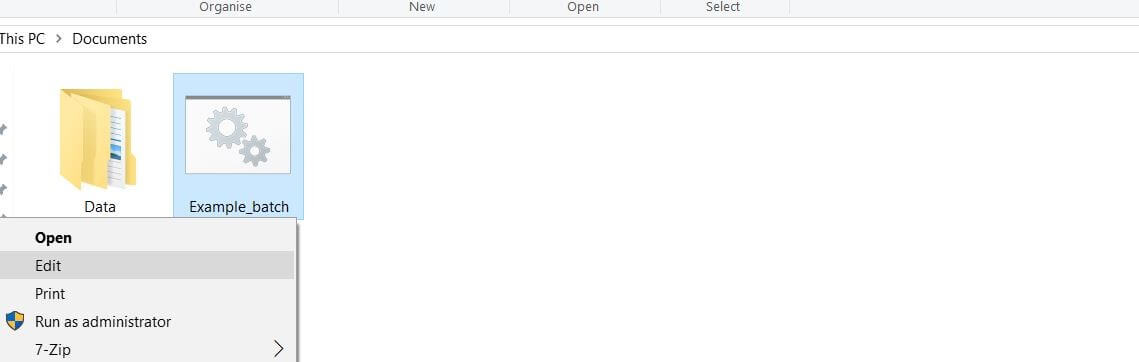 Organise New Open Select
This PC > Documents
Data Example_batch
Open
Edit
Print
Run as administrator
7-Zip